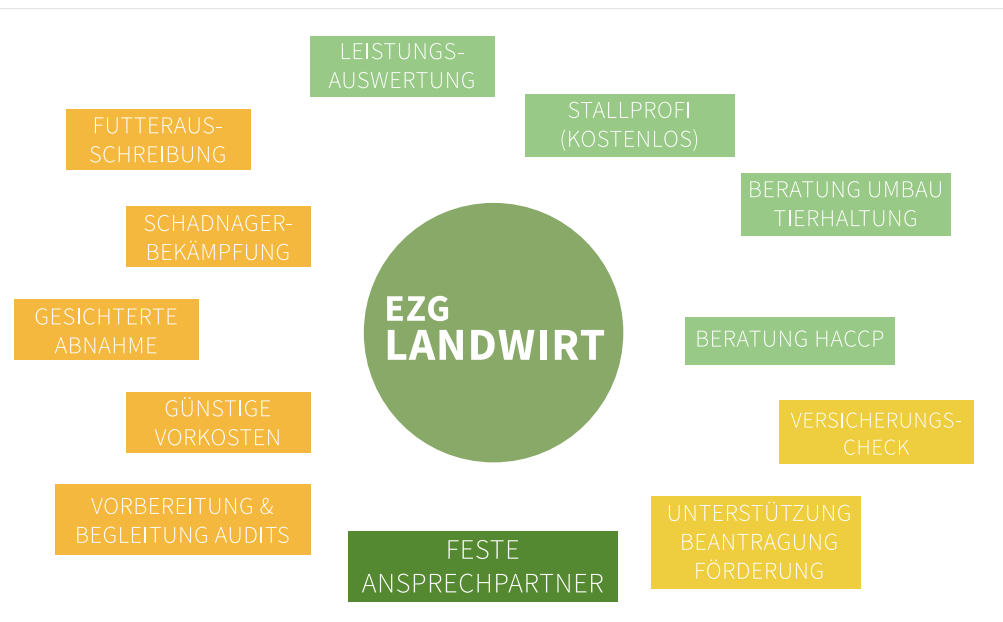 LEISTUNGS-
AUSWERTUNG
STALLPROFI
(KOSTENLOS)
FUTTERAUS-
SCHREIBUNG
BERATUNG UMBAU
TIERHALTUNG
SCHADNAGER-
BEKÄMPFUNG
EZG
LANDWIRT
GESICHTERTE
ABNAHME
BERATUNG HACCP
GÜNSTIGE
VORKOSTEN
VERSICHERUNGS-
CHECK
VORBEREITUNG &
BEGLEITUNG AUDITS
UNTERSTÜTZUNG
BEANTRAGUNG
FÖRDERUNG
FESTE
ANSPRECHPARTNER